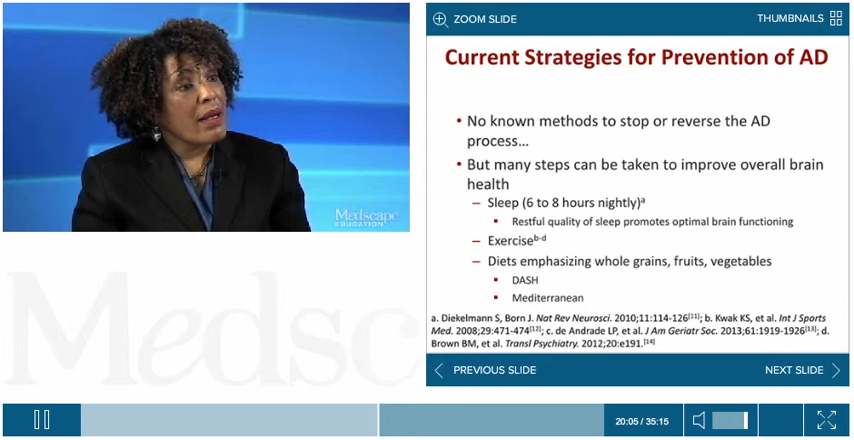 ZOOM SLIDE
THUMBNAILS
Medscape
EDUCATION
Current Strategies for Prevention of AD
• No known methods to stop or reverse the AD
process…
• But many steps can be taken to improve overall brain
health
– Sleep (6 to 8 hours nightly)a
▪ Restful quality of sleep promotes optimal brain functioning
– Exerciseb-d
– Diets emphasizing whole grains, fruits, vegetables
▪ DASH
▪ Mediterranean
a. Diekelmann S, Born J. Nat Rev Neurosci. 2010;11:114-126[11]; b. Kwak KS, et al. Int J Sports
Med. 2008;29:471-474[12]; c. de Andrade LP, et al. J Am Geriatr Soc. 2013;61:1919-1926[13]; d.
Brown BM, et al. Transl Psychiatry. 2012;20:e191.[14]
Medsc
PREVIOUS SLIDE
NEXT SLIDE
20:05 / 35:15